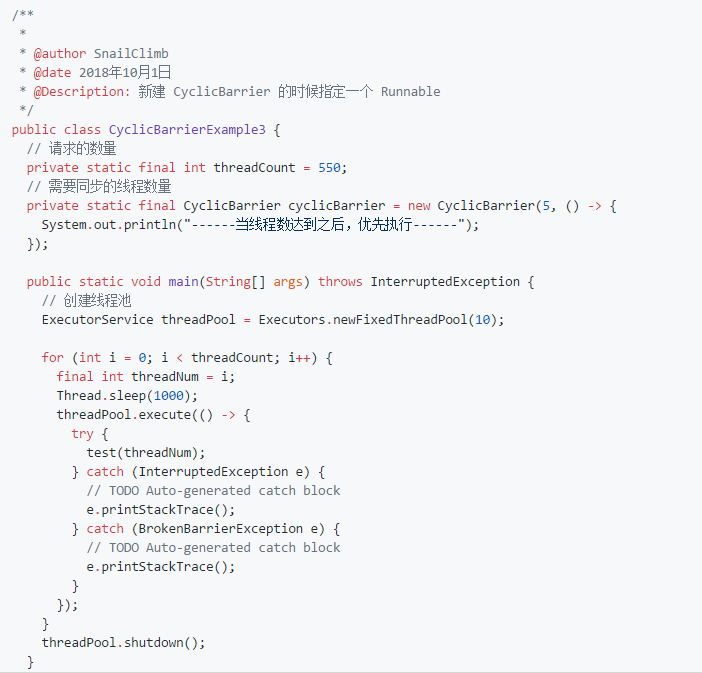 /**
 *
 * @author SnailClimb
 * @date 2018年10月1日
 * @Description: 新建 CyclicBarrier 的时候指定一个 Runnable
 */
public class CyclicBarrierExample3 {
  // 请求的数量
  private static final int threadCount = 550;
  // 需要同步的线程数量
  private static final CyclicBarrier cyclicBarrier = new CyclicBarrier(5, () -> {
    System.out.println("------当线程数达到之后，优先执行------");
  });

  public static void main(String[] args) throws InterruptedException {
    // 创建线程池
    ExecutorService threadPool = Executors.newFixedThreadPool(10);

    for (int i = 0; i < threadCount; i++) {
      final int threadNum = i;
      Thread.sleep(1000);
      threadPool.execute(() -> {
        try {
          test(threadNum);
        } catch (InterruptedException e) {
          // TODO Auto-generated catch block
          e.printStackTrace();
        } catch (BrokenBarrierException e) {
          // TODO Auto-generated catch block
          e.printStackTrace();
        }
      });
    }
    threadPool.shutdown();
  }